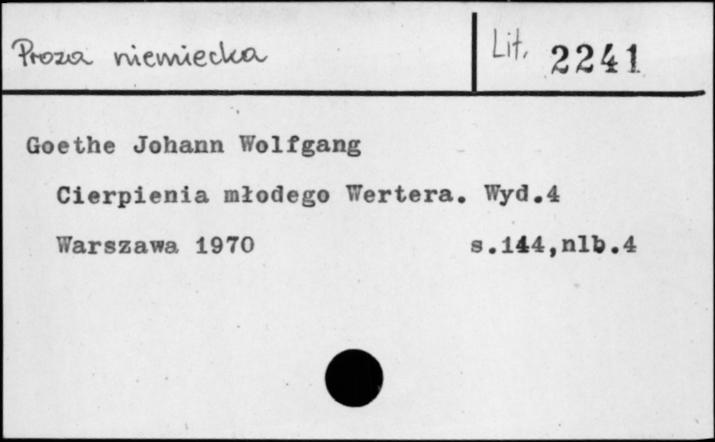 Proza niemiecka
Lit. 2241
Goethe Johann Wolfgang
Cierpienia młodego Wertera. Wyd.4
Warszawa 1970 s.144,nlb.4